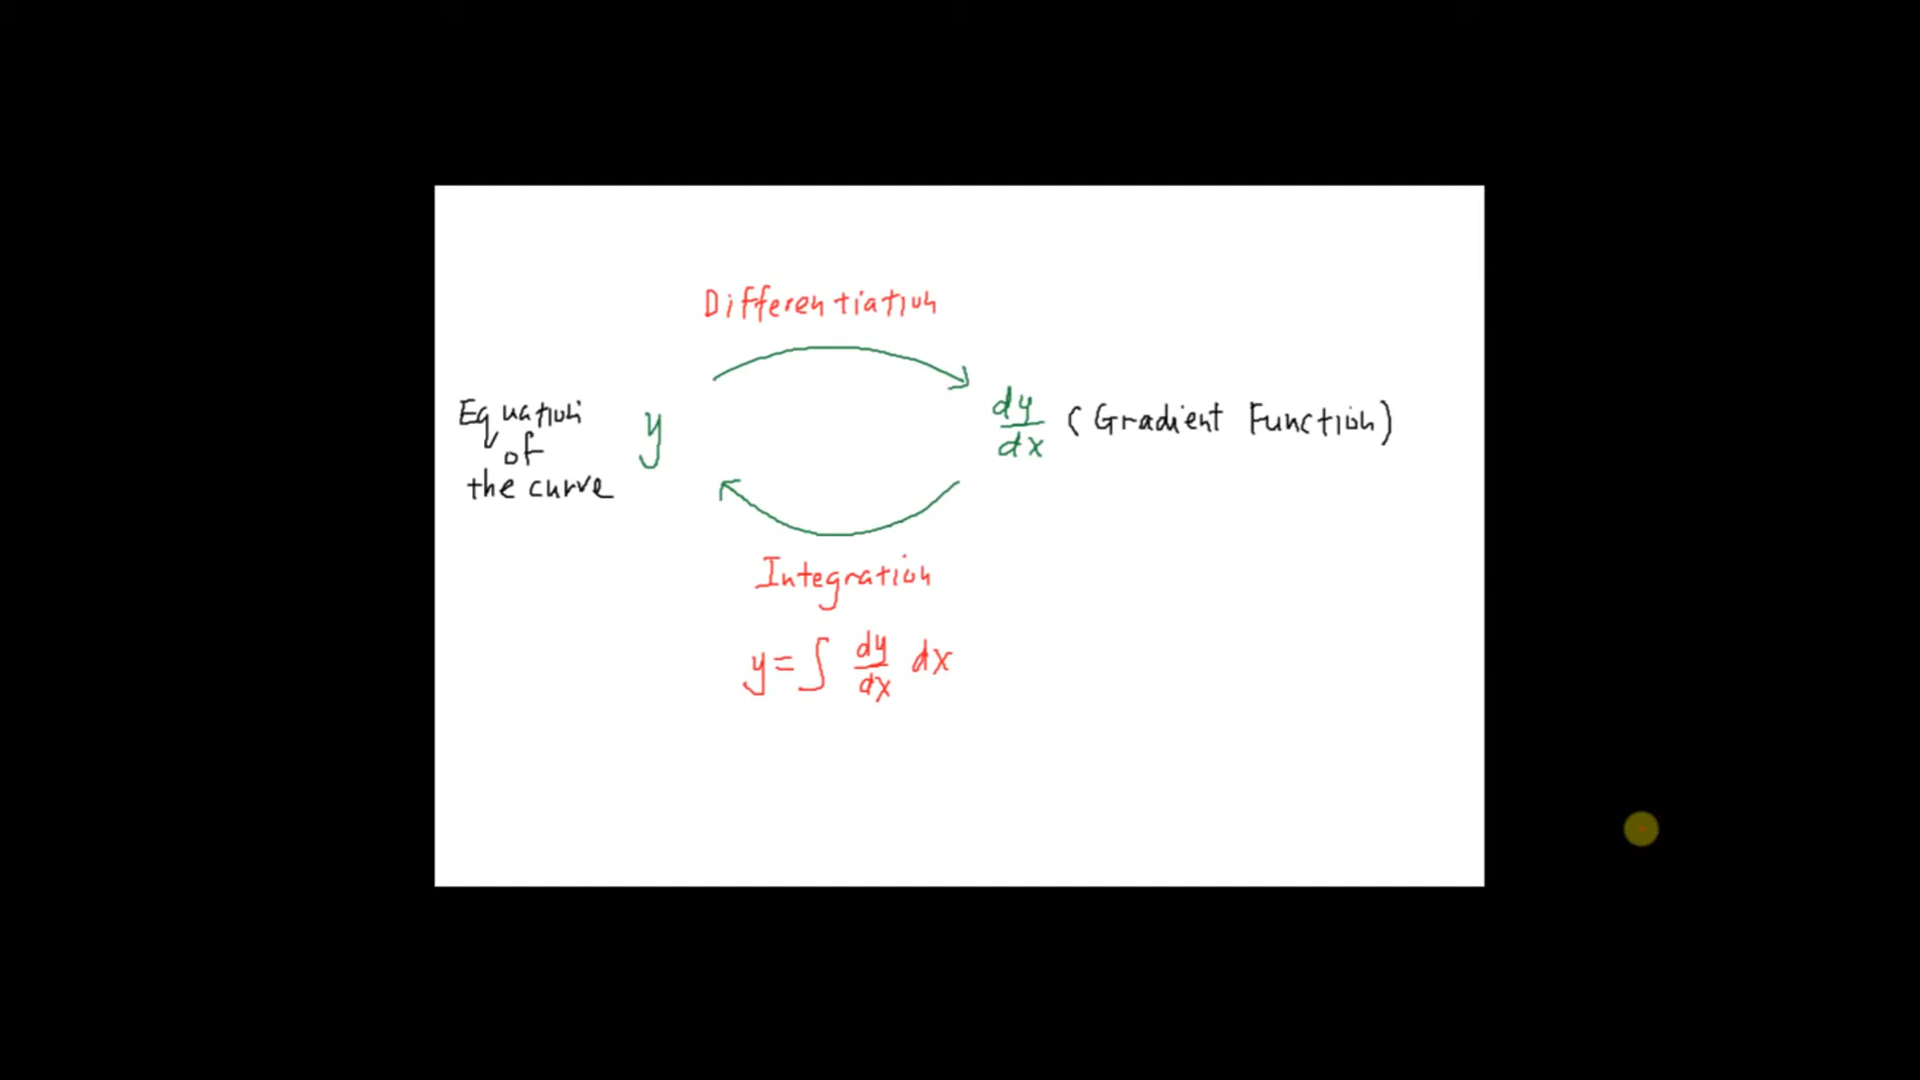 Differentiation
Equation
of
the curve
y
dy/dx (Gradient Function)
Integration
y = ∫ dy/dx dx